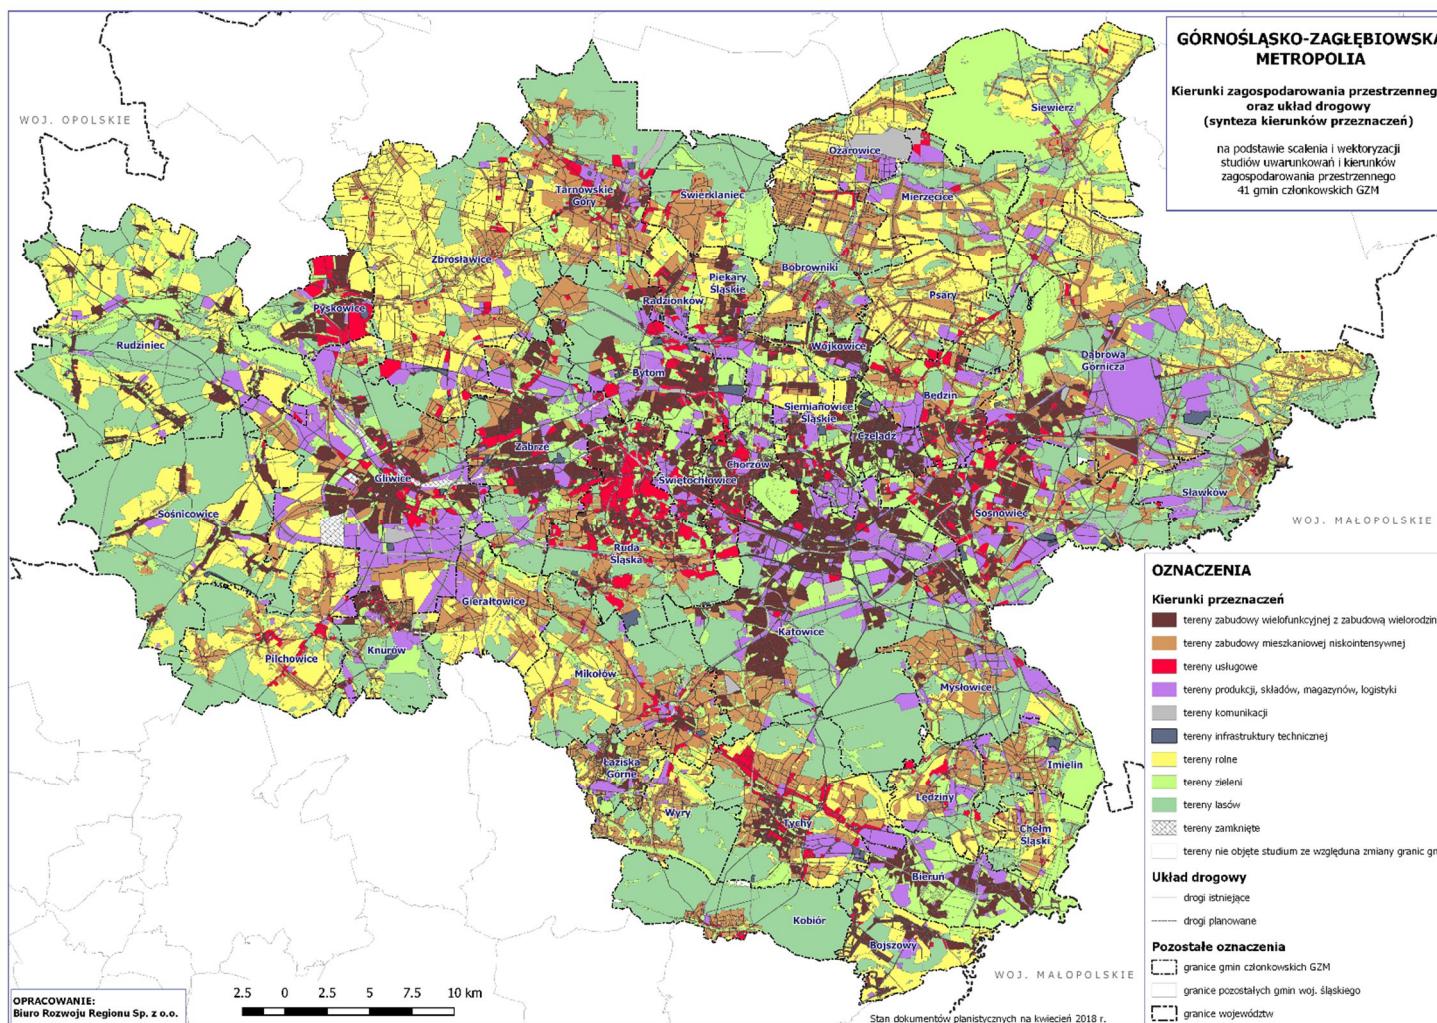 GÓRNOŚLĄSKO-ZAGŁĘBIOWSKA
METROPOLIA
Kierunki zagospodarowania przestrzenneg
oraz układ drogowy
(synteza kierunków przeznaczeń)
na podstawie scalenia i wektoryzacji
studiów uwarunkowań i kierunków
zagospodarowania przestrzennego
41 gmin członkowskich GZM
WOJ. OPOLSKIE
Siewierz
Ożarowice
Mierzęcice
Tarnowskie
Góry
Świerklaniec
Zbrosławice
Bobrowniki
Piekary
Śląskie
Psary
Radzionków
Pyskowice
Rudziniec
Wojkowice
Dąbrowa
Górnicza
Bytom
Będzin
Siemianowice
Śląskie
Czeladź
Zabrze
Chorzów
Gliwice
Świętochłowice
Sławków
Sośnicowice
Sosnowiec
WOJ. MAŁOPOLSKIE
Ruda
Śląska
Gierałtowice
Katowice
Knurów
Pilchowice
Mikołów
Mysłowice
Łaziska
Górne
Imielin
Lędziny
Wyry
Tychy
Chełm
Śląski
Bieruń
Kobiór
Bojszowy
WOJ. MAŁOPOLSKIE
OZNACZENIA
Kierunki przeznaczeń
tereny zabudowy wielofunkcyjnej z zabudową wielorodzin
tereny zabudowy mieszkaniowej niskointensywnej
tereny usługowe
tereny produkcji, składów, magazynów, logistyki
tereny komunikacji
tereny infrastruktury technicznej
tereny rolne
tereny zieleni
tereny lasów
tereny zamknięte
tereny nie objęte studium ze względuna zmiany granic gm
Układ drogowy
drogi istniejące
drogi planowane
Pozostałe oznaczenia
granice gmin członkowskich GZM
granice pozostałych gmin woj. śląskiego
granice województw
OPRACOWANIE:
Biuro Rozwoju Regionu Sp. z o.o.
2.5 0 2.5 5 7.5 10 km
Stan dokumentów planistycznych na kwiecień 2018 r.